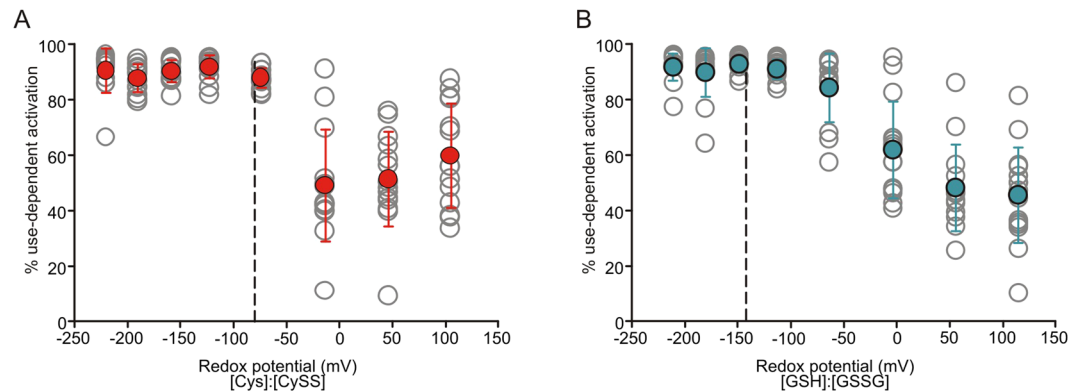 A
% use-dependent activation
100
80
60
40
20
0
-250 -200 -150 -100 -50 0 50 100 150
Redox potential (mV)
[Cys]:[CySS]
B
% use-dependent activation
100
80
60
40
20
0
-250 -200 -150 -100 -50 0 50 100 150
Redox potential (mV)
[GSH]:[GSSG]